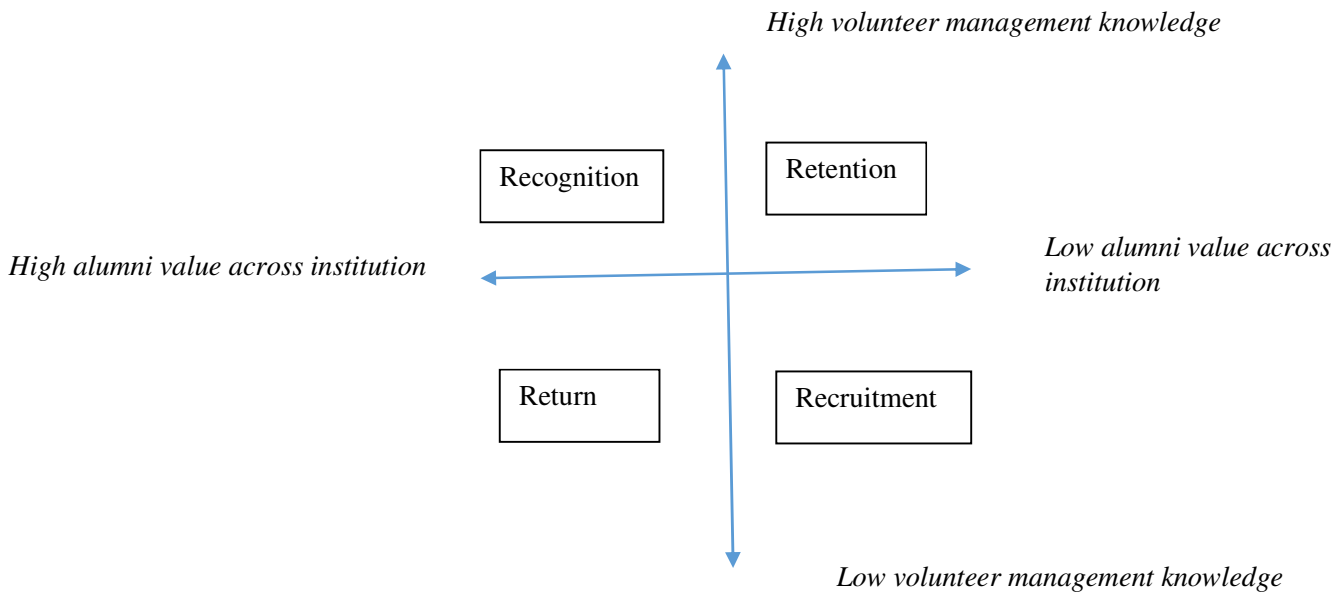 High volunteer management knowledge
Recognition
Retention
High alumni value across institution
Low alumni value across
institution
Return
Recruitment
Low volunteer management knowledge